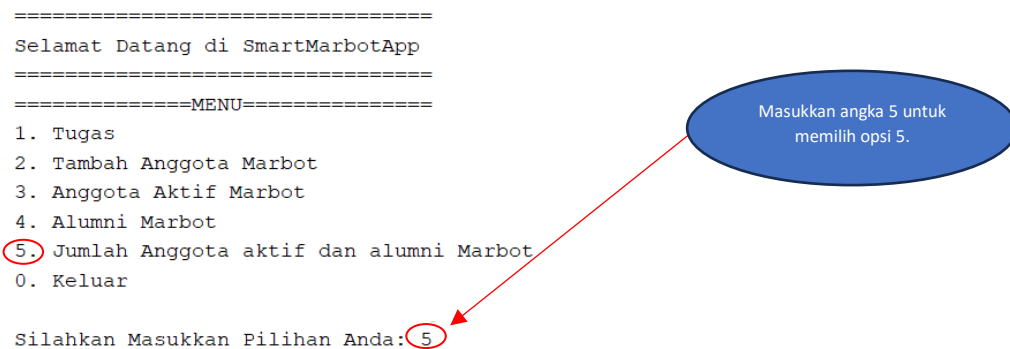 =================================
Selamat Datang di SmartMarbotApp
=================================
==============MENU===============
1. Tugas
2. Tambah Anggota Marbot
3. Anggota Aktif Marbot
4. Alumni Marbot
5. Jumlah Anggota aktif dan alumni Marbot
0. Keluar
Silahkan Masukkan Pilihan Anda: 5
Masukkan angka 5 untuk
memilih opsi 5.